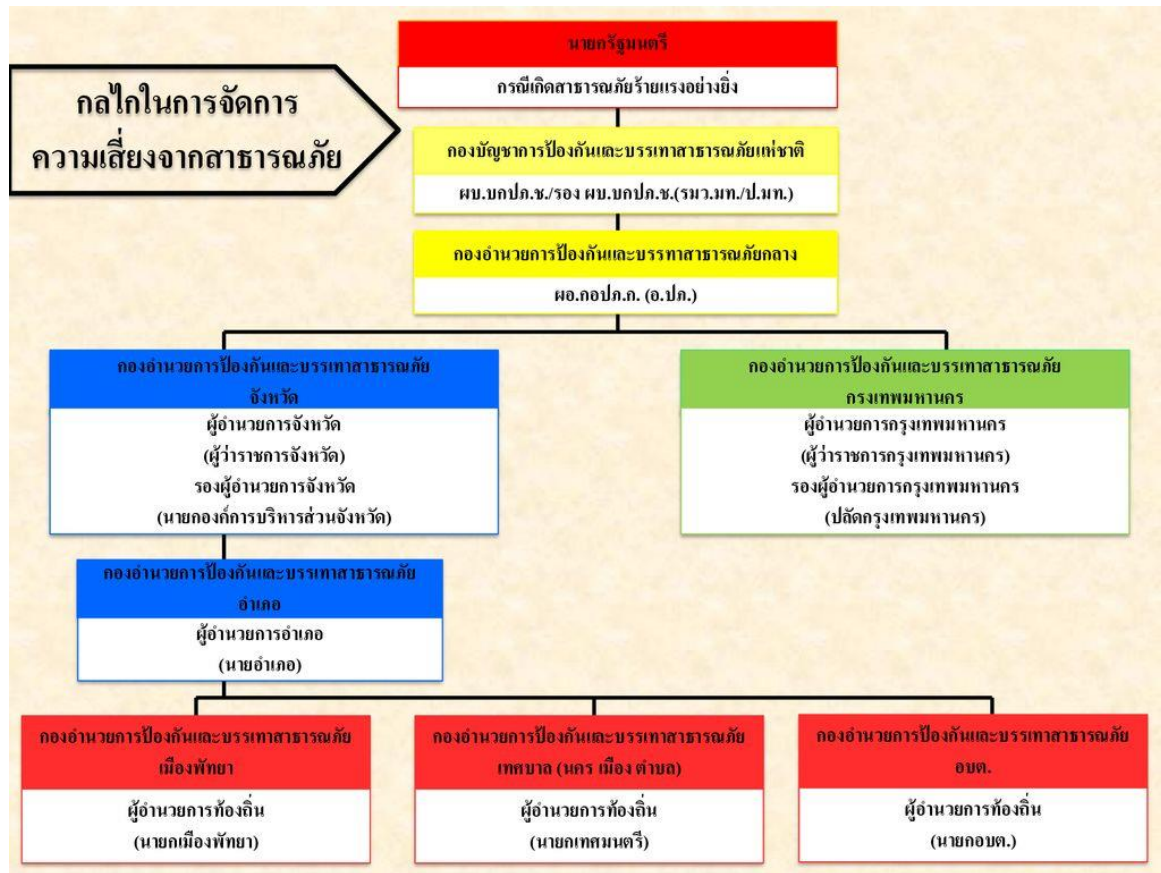 นายกรัฐมนตรี
กรณีเกิดสาธารณภัยร้ายแรงอย่างยิ่ง
กลไกในการจัดการ
ความเสี่ยงจากสาธารณภัย
กองบัญชาการป้องกันและบรรเทาสาธารณภัยแห่งชาติ
ผบ.บกปภ.ช./รอง ผบ.บกปภ.ช.(รมว.มท./ป.มท.)
กองอำนวยการป้องกันและบรรทาสาธารณภัยกลาง
ผอ.กอปภ.ก. (อ.ปภ.)
กองอำนวยการป้องกันและบรรเทาสาธารณภัย
จังหวัด
ผู้อำนวยการจังหวัด
(ผู้ว่าราชการจังหวัด)
รองผู้อำนวยการจังหวัด
(นายกองค์การบริหารส่วนจังหวัด)
กองอำนวยการป้องกันและบรรเทาสาธารณภัย
กรุงเทพมหานคร
ผู้อำนวยการกรุงเทพมหานคร
(ผู้ว่าราชการกรุงเทพมหานคร)
รองผู้อำนวยการกรุงเทพมหานคร
(ปลัดกรุงเทพมหานคร)
กองอำนวยการป้องกันและบรรเทาสาธารณภัย
อำเภอ
ผู้อำนวยการอำเภอ
(นายอำเภอ)
กองอำนวยการป้องกันและบรรเทาสาธารณภัย
เมืองพัทยา
ผู้อำนวยการท้องถิ่น
(นายกเมืองพัทยา)
กองอำนวยการป้องกันและบรรเทาสาธารณภัย
เทศบาล (นคร เมือง ตำบล)
ผู้อำนวยการท้องถิ่น
(นายกเทศมนตรี)
กองอำนวยการป้องกันและบรรเทาสาธารณภัย
อบต.
ผู้อำนวยการท้องถิ่น
(นายกอบต.)